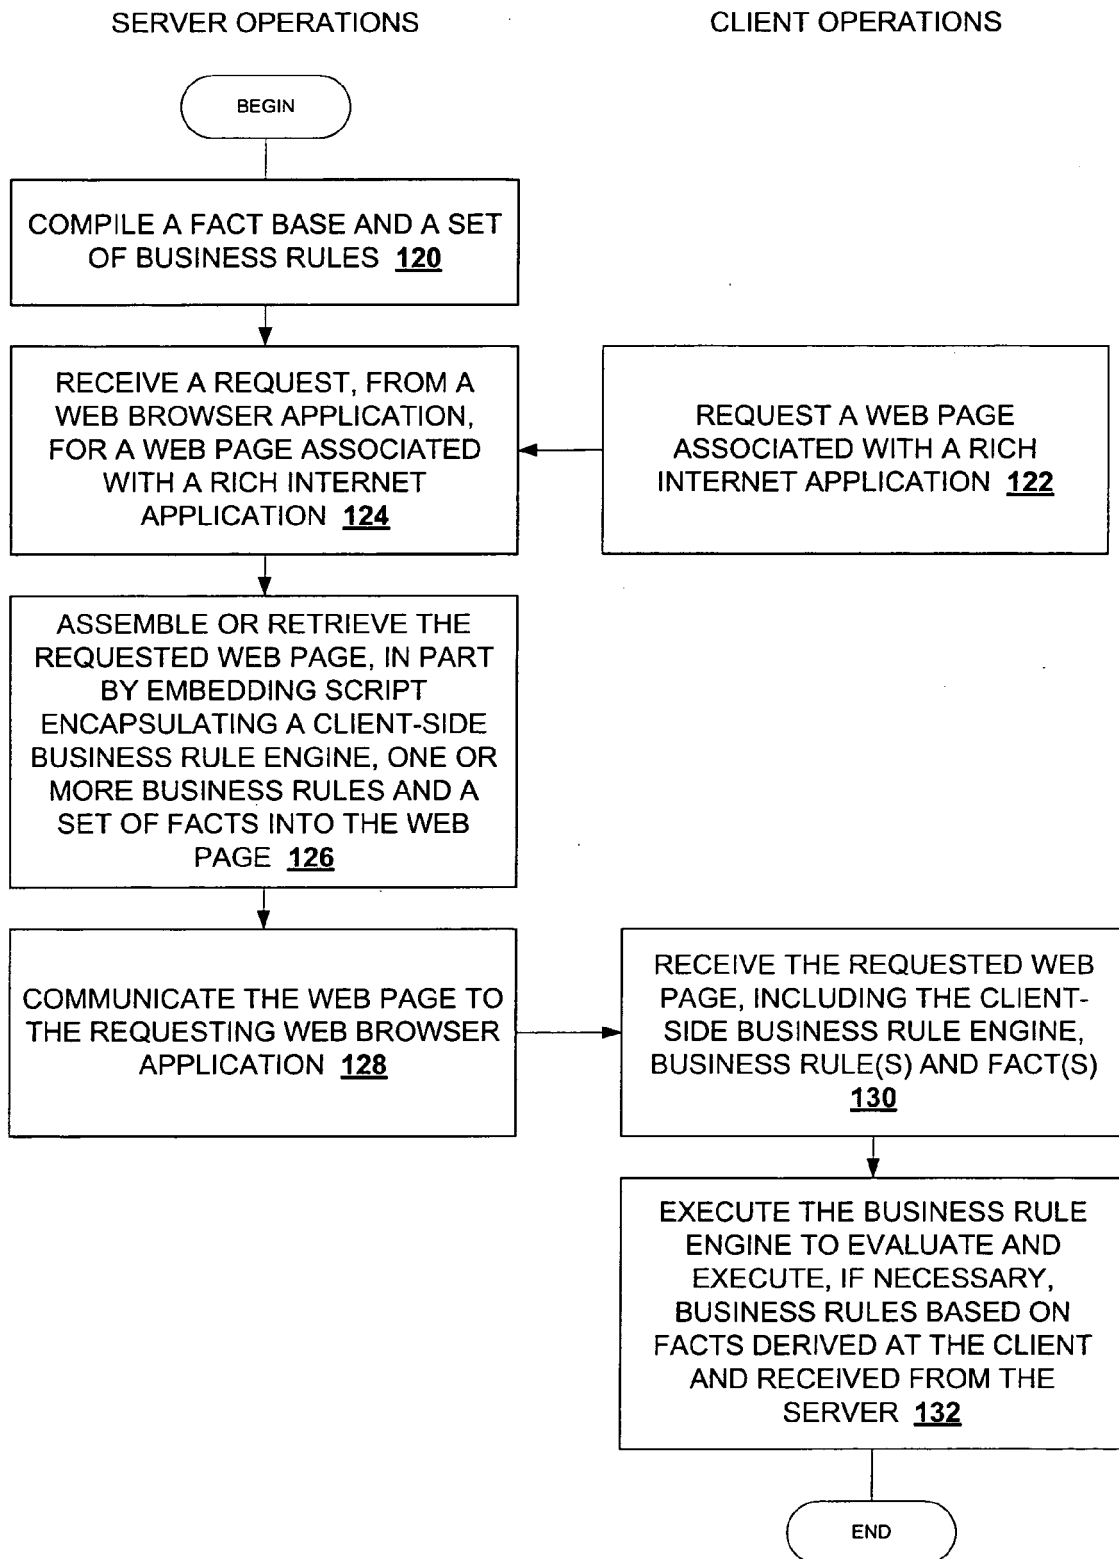 SERVER OPERATIONS
CLIENT OPERATIONS
BEGIN
COMPILE A FACT BASE AND A SET
OF BUSINESS RULES 120
RECEIVE A REQUEST, FROM A
WEB BROWSER APPLICATION,
FOR A WEB PAGE ASSOCIATED
WITH A RICH INTERNET
APPLICATION 124
REQUEST A WEB PAGE
ASSOCIATED WITH A RICH
INTERNET APPLICATION 122
ASSEMBLE OR RETRIEVE THE
REQUESTED WEB PAGE, IN PART
BY EMBEDDING SCRIPT
ENCAPSULATING A CLIENT-SIDE
BUSINESS RULE ENGINE, ONE OR
MORE BUSINESS RULES AND A
SET OF FACTS INTO THE WEB
PAGE 126
COMMUNICATE THE WEB PAGE TO
THE REQUESTING WEB BROWSER
APPLICATION 128
RECEIVE THE REQUESTED WEB
PAGE, INCLUDING THE CLIENT-
SIDE BUSINESS RULE ENGINE,
BUSINESS RULE(S) AND FACT(S)
130
EXECUTE THE BUSINESS RULE
ENGINE TO EVALUATE AND
EXECUTE, IF NECESSARY,
BUSINESS RULES BASED ON
FACTS DERIVED AT THE CLIENT
AND RECEIVED FROM THE
SERVER 132
END